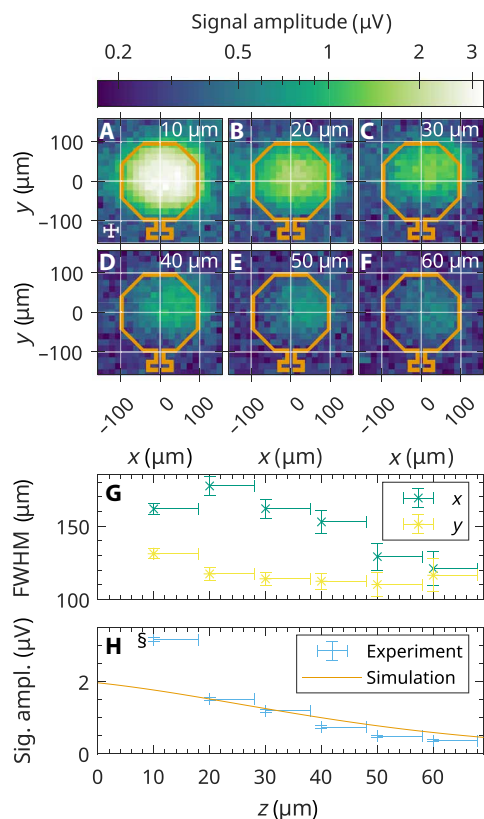 Signal amplitude (μV)
0.2 0.5 1 2 3
A 10 μm B 20 μm C 30 μm
100
0
−100
y (μm)
D 40 μm E 50 μm F 60 μm
100
0
−100
y (μm)
−100 0 100 −100 0 100 −100 0 100
x (μm) x (μm) x (μm)
G
x
y
150
100
FWHM (μm)
H
§
Experiment
Simulation
2
0
Sig. ampl. (μV)
0 10 20 30 40 50 60
z (μm)